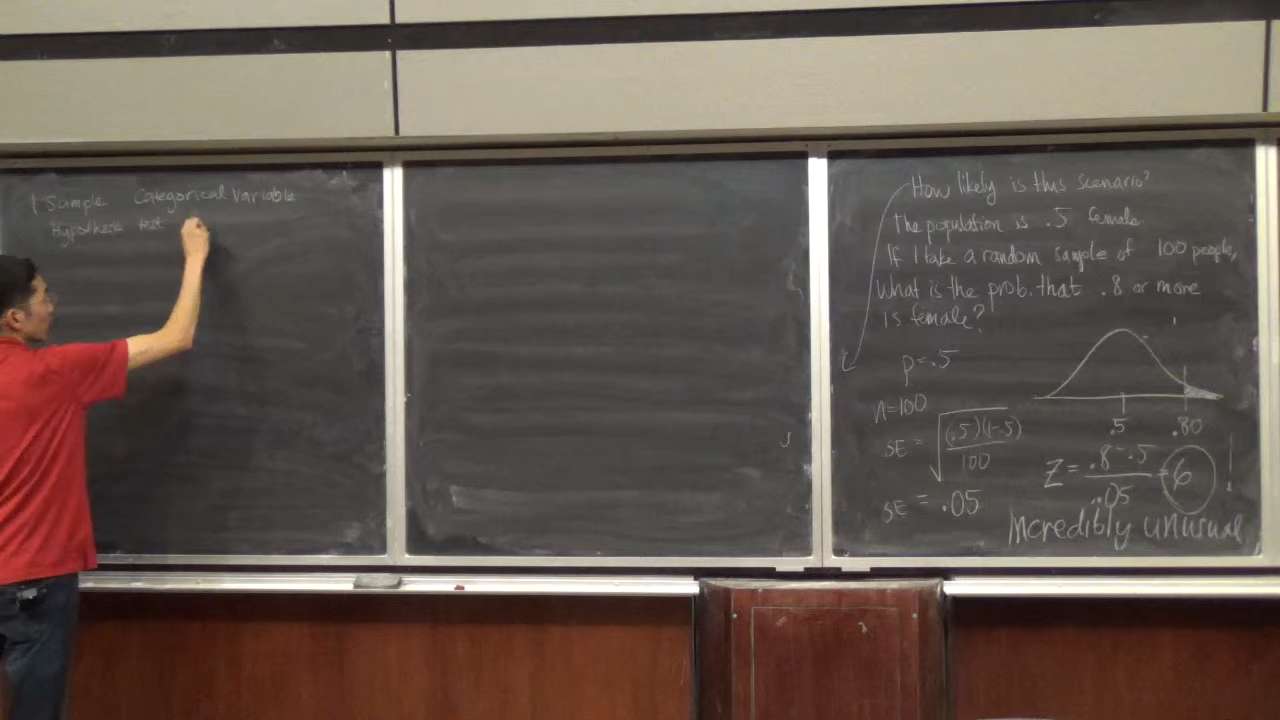 1 Sample Categorical Variable
Hypothesis test
How likely is this scenario?
The population is .5 female
If I take a random sample of 100 people,
what is the prob. that .8 or more
is female?
p=.5
n=100
SE = √(.5)(1-.5)/100
.5 .80
Z = .8-.5/.05 = 6
SE = .05
Incredibly unusual